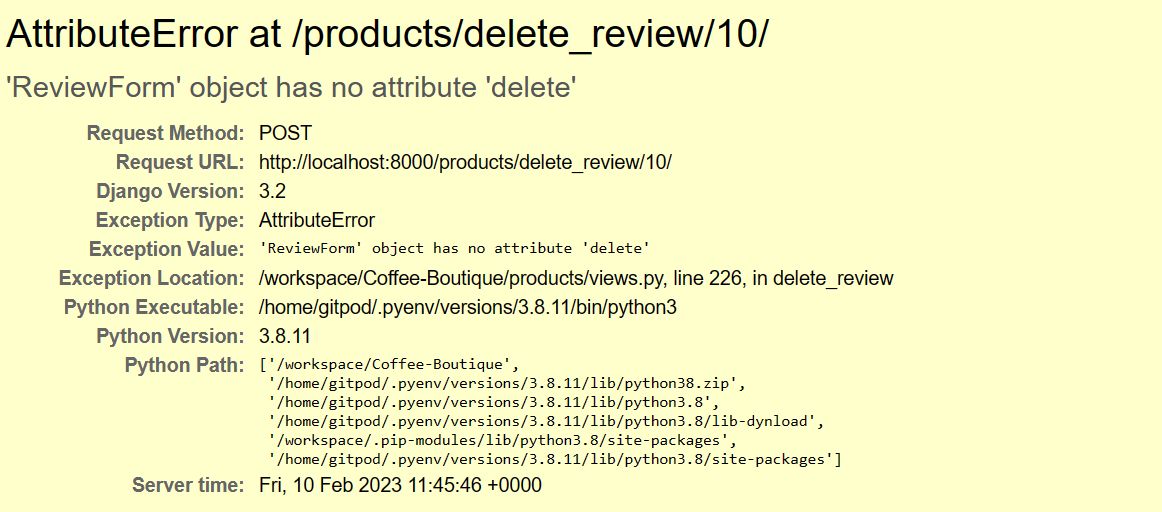 AttributeError at /products/delete_review/10/
'ReviewForm' object has no attribute 'delete'
Request Method: POST
Request URL: http://localhost:8000/products/delete_review/10/
Django Version: 3.2
Exception Type: AttributeError
Exception Value: 'ReviewForm' object has no attribute 'delete'
Exception Location: /workspace/Coffee-Boutique/products/views.py, line 226, in delete_review
Python Executable: /home/gitpod/.pyenv/versions/3.8.11/bin/python3
Python Version: 3.8.11
Python Path: ['/workspace/Coffee-Boutique',
'/home/gitpod/.pyenv/versions/3.8.11/lib/python38.zip',
'/home/gitpod/.pyenv/versions/3.8.11/lib/python3.8',
'/home/gitpod/.pyenv/versions/3.8.11/lib/python3.8/lib-dynload',
'/workspace/.pip-modules/lib/python3.8/site-packages',
'/home/gitpod/.pyenv/versions/3.8.11/lib/python3.8/site-packages']
Server time: Fri, 10 Feb 2023 11:45:46 +0000